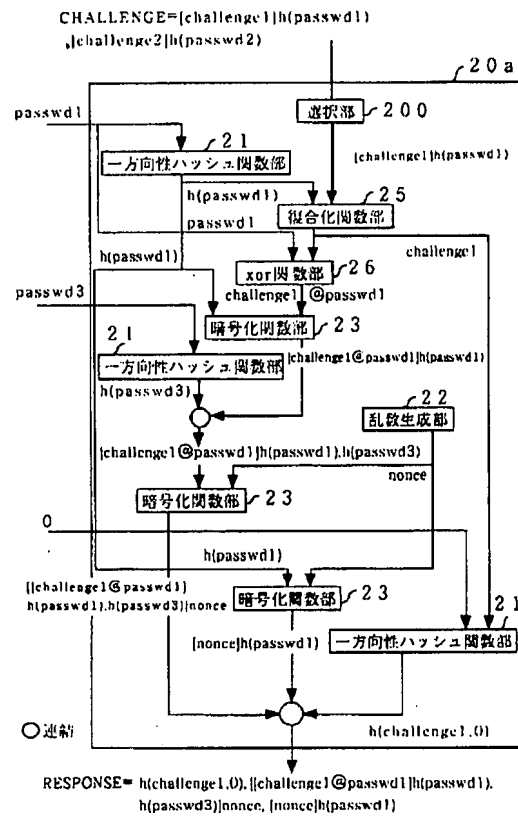 CHALLENGE=[challenge1]h(passwd1)
,[challenge2]h(passwd2)
20a
passwd1
選択部
200
21
一方向性ハッシュ関数部
[challenge1]h(passwd1)
h(passwd1)
25
復合化関数部
passwd1
challenge1
h(passwd1)
xor関数部
26
passwd3
challenge1@passwd1
暗号化関数部
23
21
一方向性ハッシュ関数部
[challenge1@passwd1]h(passwd1)
h(passwd3)
22
乱数生成部
[challenge1@passwd1]h(passwd1),h(passwd3)
nonce
暗号化関数部
23
0
h(passwd1)
[[challenge1@passwd1]
h(passwd1),h(passwd3)]nonce
暗号化関数部
23
21
[nonce]h(passwd1)
一方向性ハッシュ関数部
○連結
h(challenge1,0)
RESPONSE= h(challenge1,0),[[challenge1@passwd1]h(passwd1),
h(passwd3)]nonce, [nonce]h(passwd1)